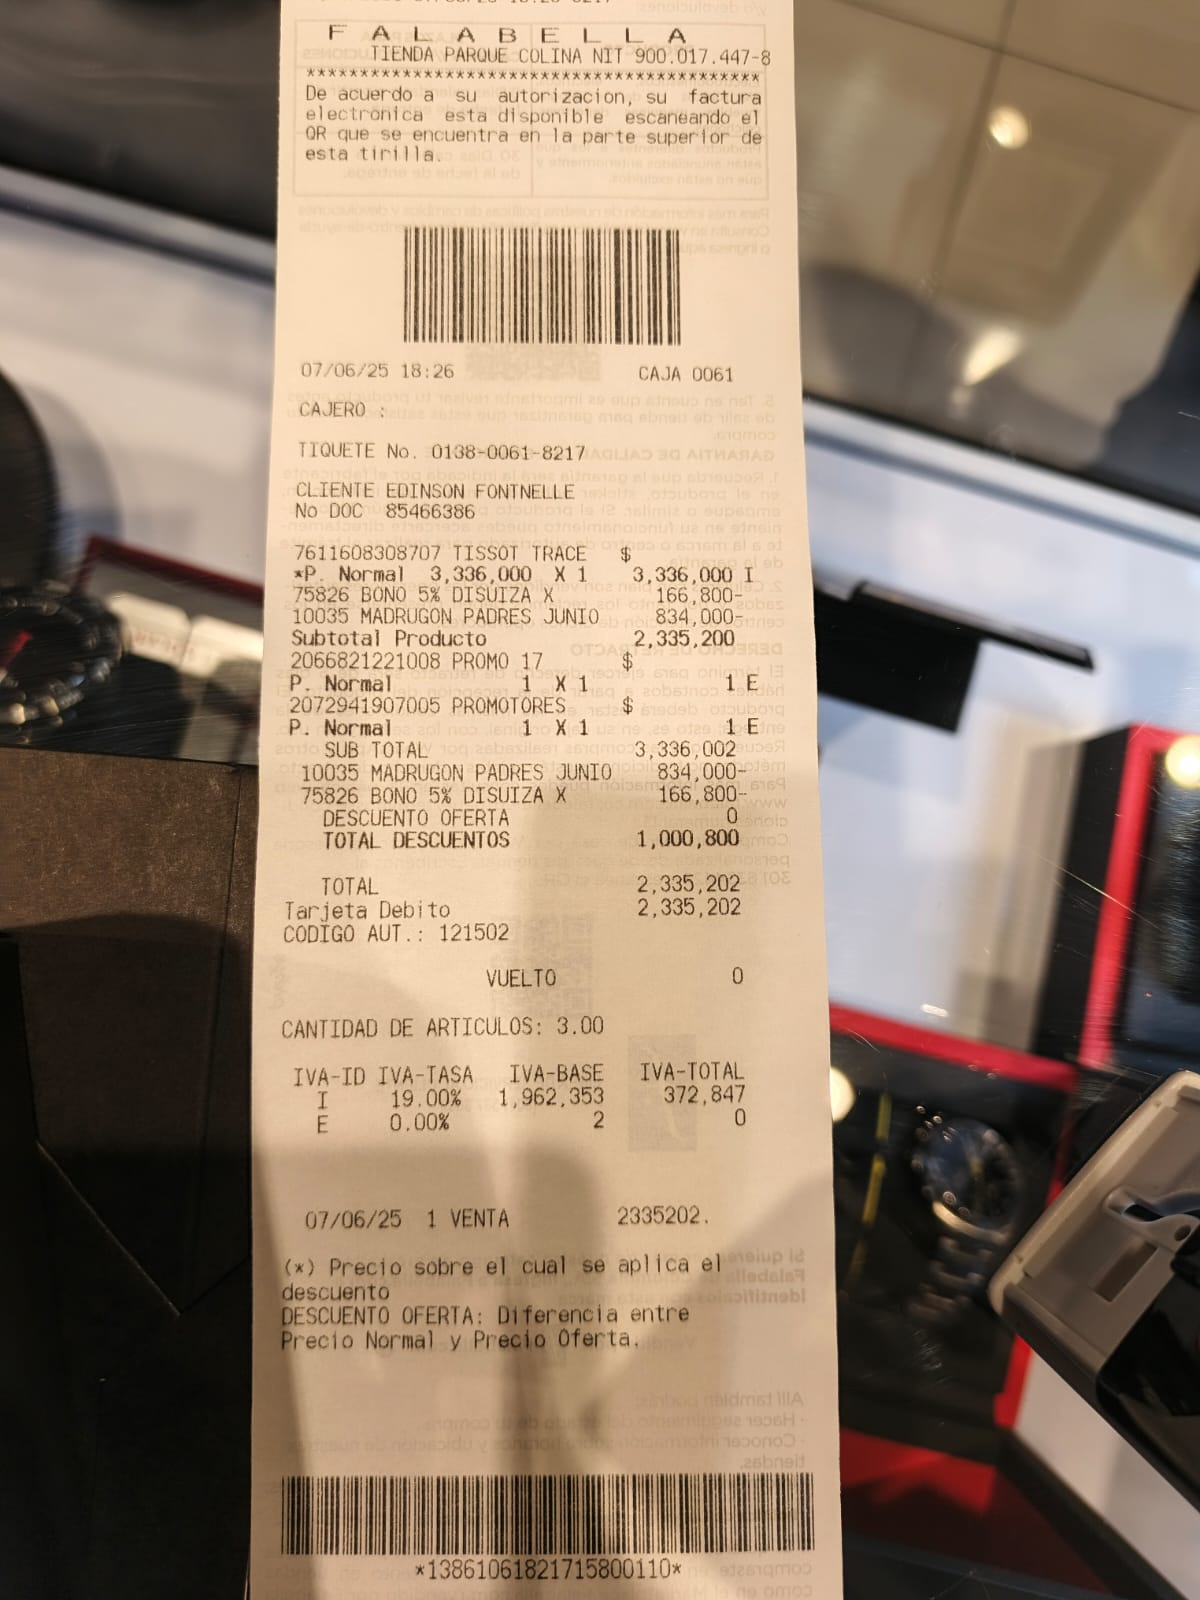 F A L A B E L L A
TIENDA PARQUE COLINA NIT 900.017.447-8
*******************************************
De acuerdo a su autorizacion, su factura
electronica esta disponible escaneando el
QR que se encuentra en la parte superior de
esta tirilla.
07/06/25 18:26 CAJA 0061
CAJERO :
TIQUETE No. 0138-0061-8217
CLIENTE EDINSON FONTNELLE
No DOC 85466386
7611608308707 TISSOT TRACE $
*P. Normal 3,336,000 X 1 3,336,000 I
75826 BONO 5% DISUIZA X 166,800-
10035 MADRUGON PADRES JUNIO 834,000-
Subtotal Producto 2,335,200
2066821221008 PROMO 17 $
P. Normal 1 X 1 1 E
2072941907005 PROMOTORES $
P. Normal 1 X 1 1 E
SUB TOTAL 3,336,002
10035 MADRUGON PADRES JUNIO 834,000-
75826 BONO 5% DISUIZA X 166,800-
DESCUENTO OFERTA 0
TOTAL DESCUENTOS 1,000,800
TOTAL 2,335,202
Tarjeta Debito 2,335,202
CODIGO AUT.: 121502
VUELTO 0
CANTIDAD DE ARTICULOS: 3.00
IVA-ID IVA-TASA IVA-BASE IVA-TOTAL
I 19.00% 1,962,353 372,847
E 0.00% 2 0
07/06/25 1 VENTA 2335202.
(*) Precio sobre el cual se aplica el
descuento
DESCUENTO OFERTA: Diferencia entre
Precio Normal y Precio Oferta.
*13861061821715800110*